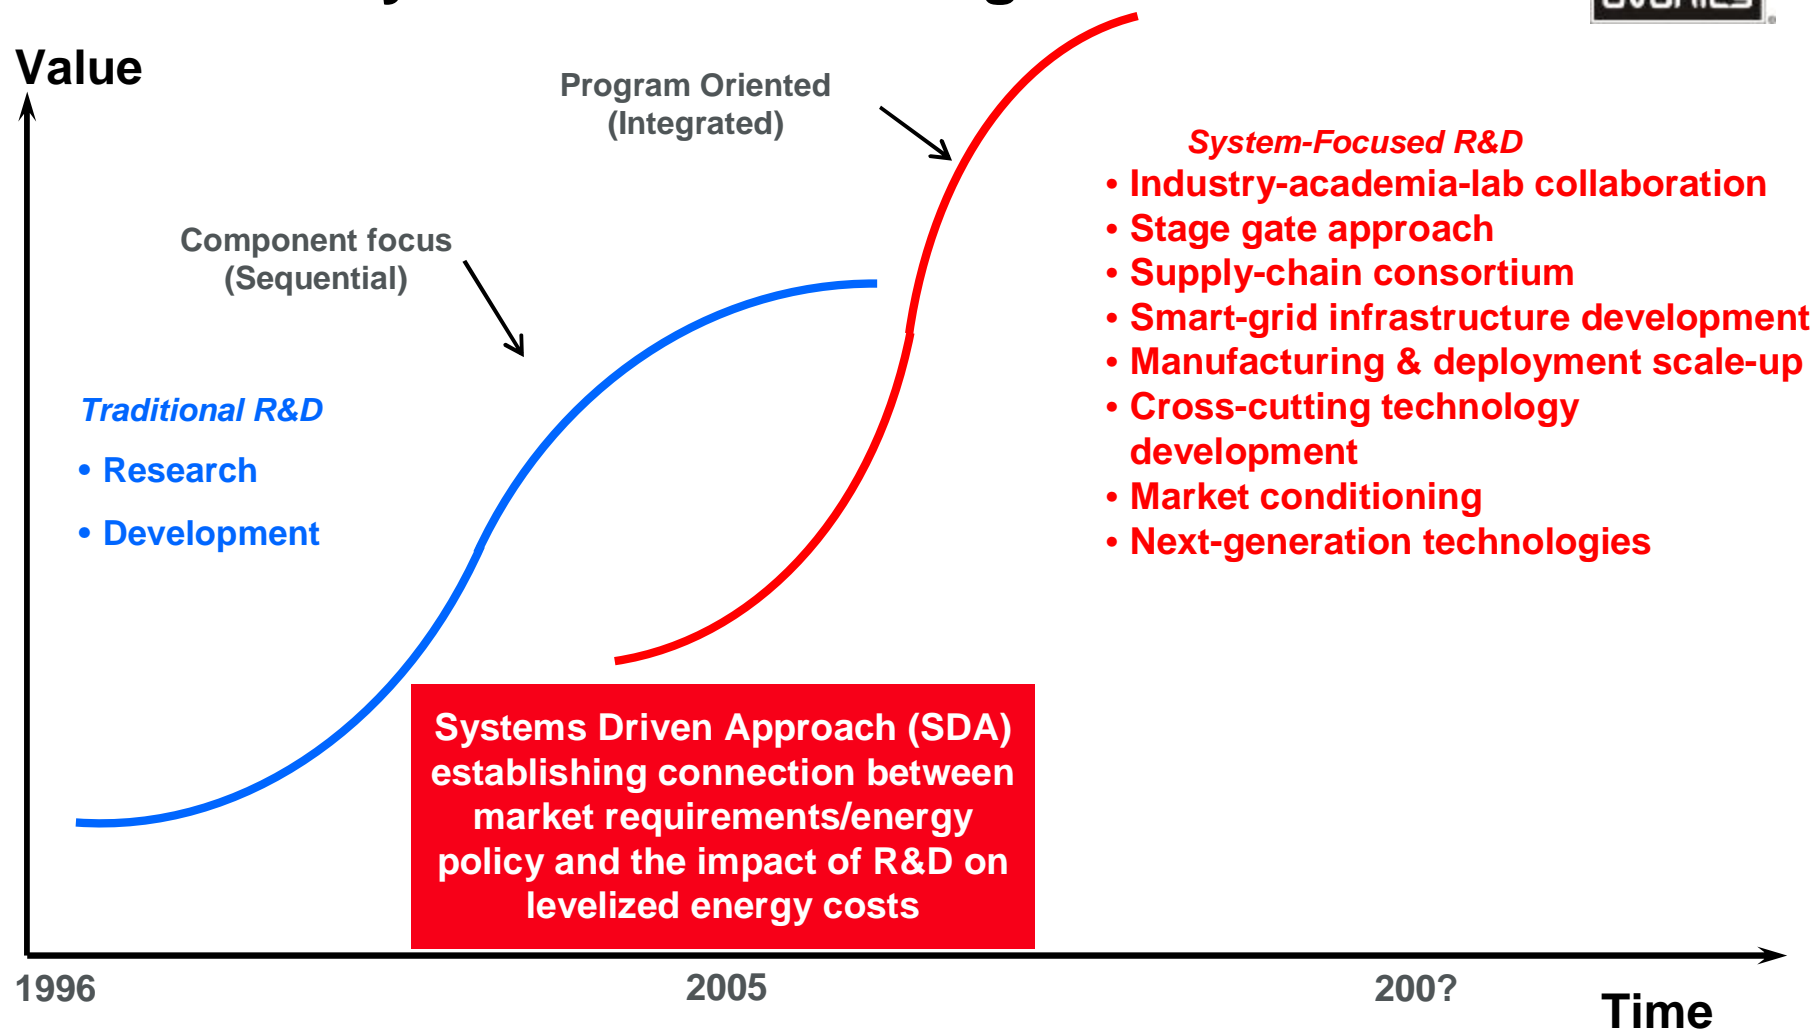 Value
Program Oriented
(Integrated)
System-Focused R&D
• Industry-academia-lab collaboration
• Stage gate approach
• Supply-chain consortium
• Smart-grid infrastructure development
• Manufacturing & deployment scale-up
• Cross-cutting technology
development
• Market conditioning
• Next-generation technologies
Component focus
(Sequential)
Traditional R&D
• Research
• Development
Systems Driven Approach (SDA)
establishing connection between
market requirements/energy
policy and the impact of R&D on
levelized energy costs
1996
2005
200?
Time